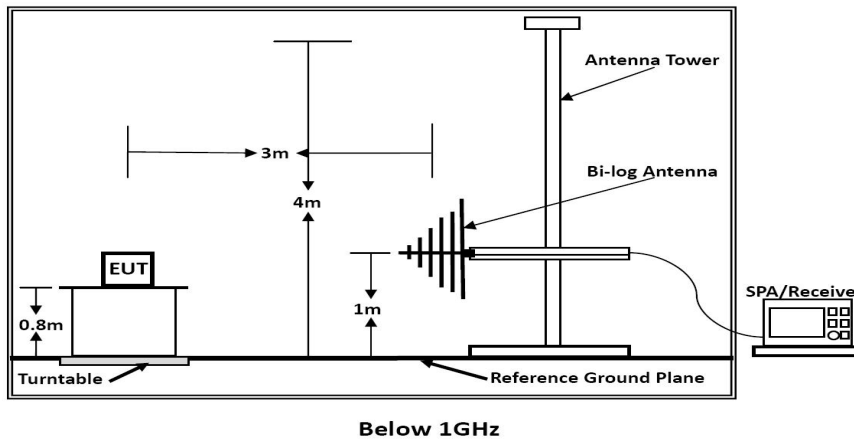 Antenna Tower
3m
Bi-log Antenna
4m
EUT
1m
0.8m
SPA/Receive
Turntable
Reference Ground Plane
Below 1GHz